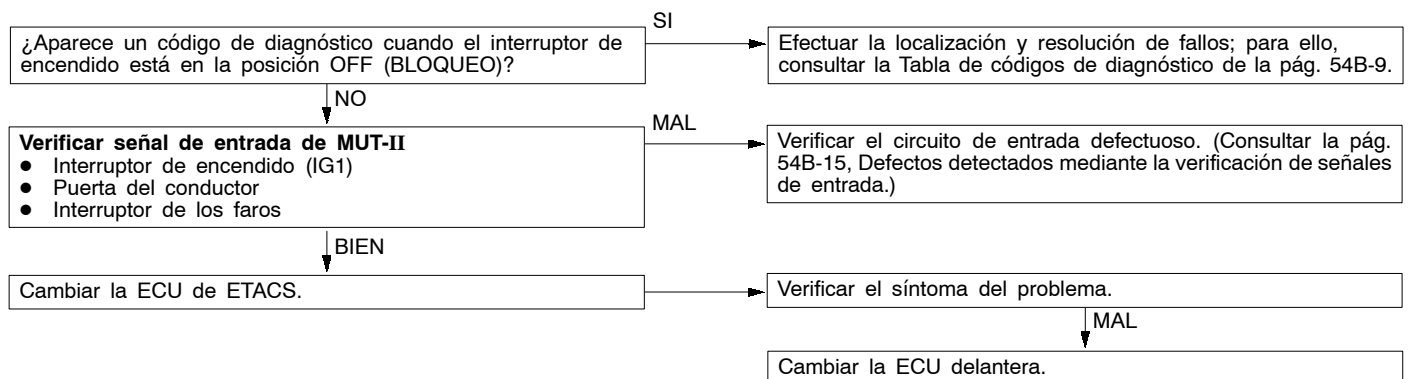 ¿Aparece un código de diagnóstico cuando el interruptor de
encendido está en la posición OFF (BLOQUEO)?
SI
Efectuar la localización y resolución de fallos; para ello,
consultar la Tabla de códigos de diagnóstico de la pág. 54B-9.
NO
Verificar señal de entrada de MUT-II
● Interruptor de encendido (IG1)
● Puerta del conductor
● Interruptor de los faros
MAL
Verificar el circuito de entrada defectuoso. (Consultar la pág.
54B-15, Defectos detectados mediante la verificación de señales
de entrada.)
BIEN
Cambiar la ECU de ETACS.
Verificar el síntoma del problema.
MAL
Cambiar la ECU delantera.